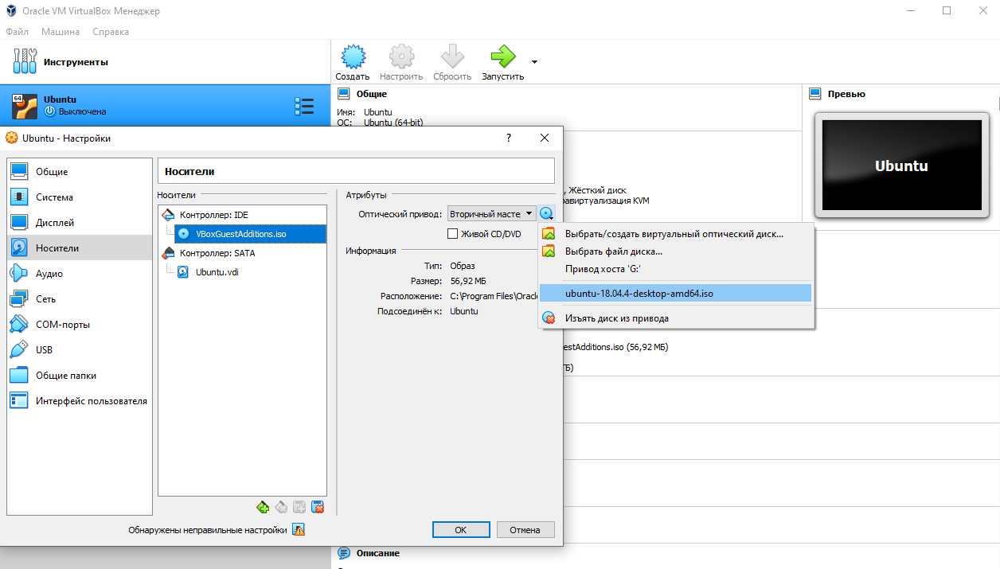 Oracle VM VirtualBox Менеджер
Файл Машина Справка
Инструменты
Создать Настроить Сбросить Запустить
64
Ubuntu
Выключена
Общие
Имя: Ubuntu
ОС: Ubuntu (64-bit)
Превью
Ubuntu
, Жёсткий диск
равиртуализация KVM
Ubuntu - Настройки
?
Общие
Система
Дисплей
Носители
Аудио
Сеть
COM-порты
USB
Общие папки
Интерфейс пользователя
Носители
Носители
Контроллер: IDE
VBoxGuestAdditions.iso
Контроллер: SATA
Ubuntu.vdi
Атрибуты
Оптический привод: Вторичный масте
Живой CD/DVD
Информация
Тип: Образ
Размер: 56,92 МБ
Расположение: C:\Program Files\Oracl
Подсоединён к: Ubuntu
Выбрать/создать виртуальный оптический диск...
Выбрать файл диска...
Привод хоста 'G:'
ubuntu-18.04.4-desktop-amd64.iso
Изъять диск из привода
estAdditions.iso (56,92 МБ)
ГБ)
Обнаружены неправильные настройки
OK Отмена
Описание